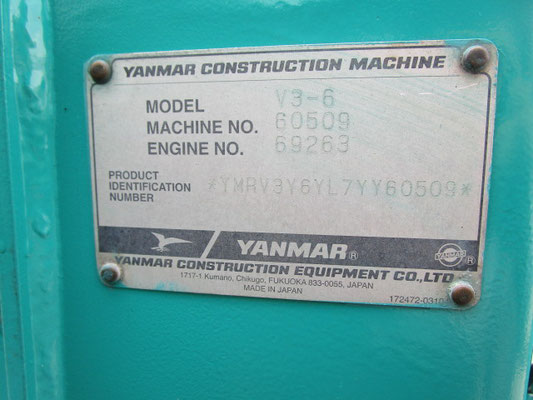 YANMAR CONSTRUCTION MACHINE
MODEL V3-6
MACHINE NO. 60509
ENGINE NO. 69263
PRODUCT IDENTIFICATION NUMBER *YMRV3Y6YL7YY60509*
YANMAR®
YANMAR ®
YANMAR CONSTRUCTION EQUIPMENT CO.,LTD
1717-1 Kumano, Chikugo, FUKUOKA 833-0055, JAPAN
MADE IN JAPAN